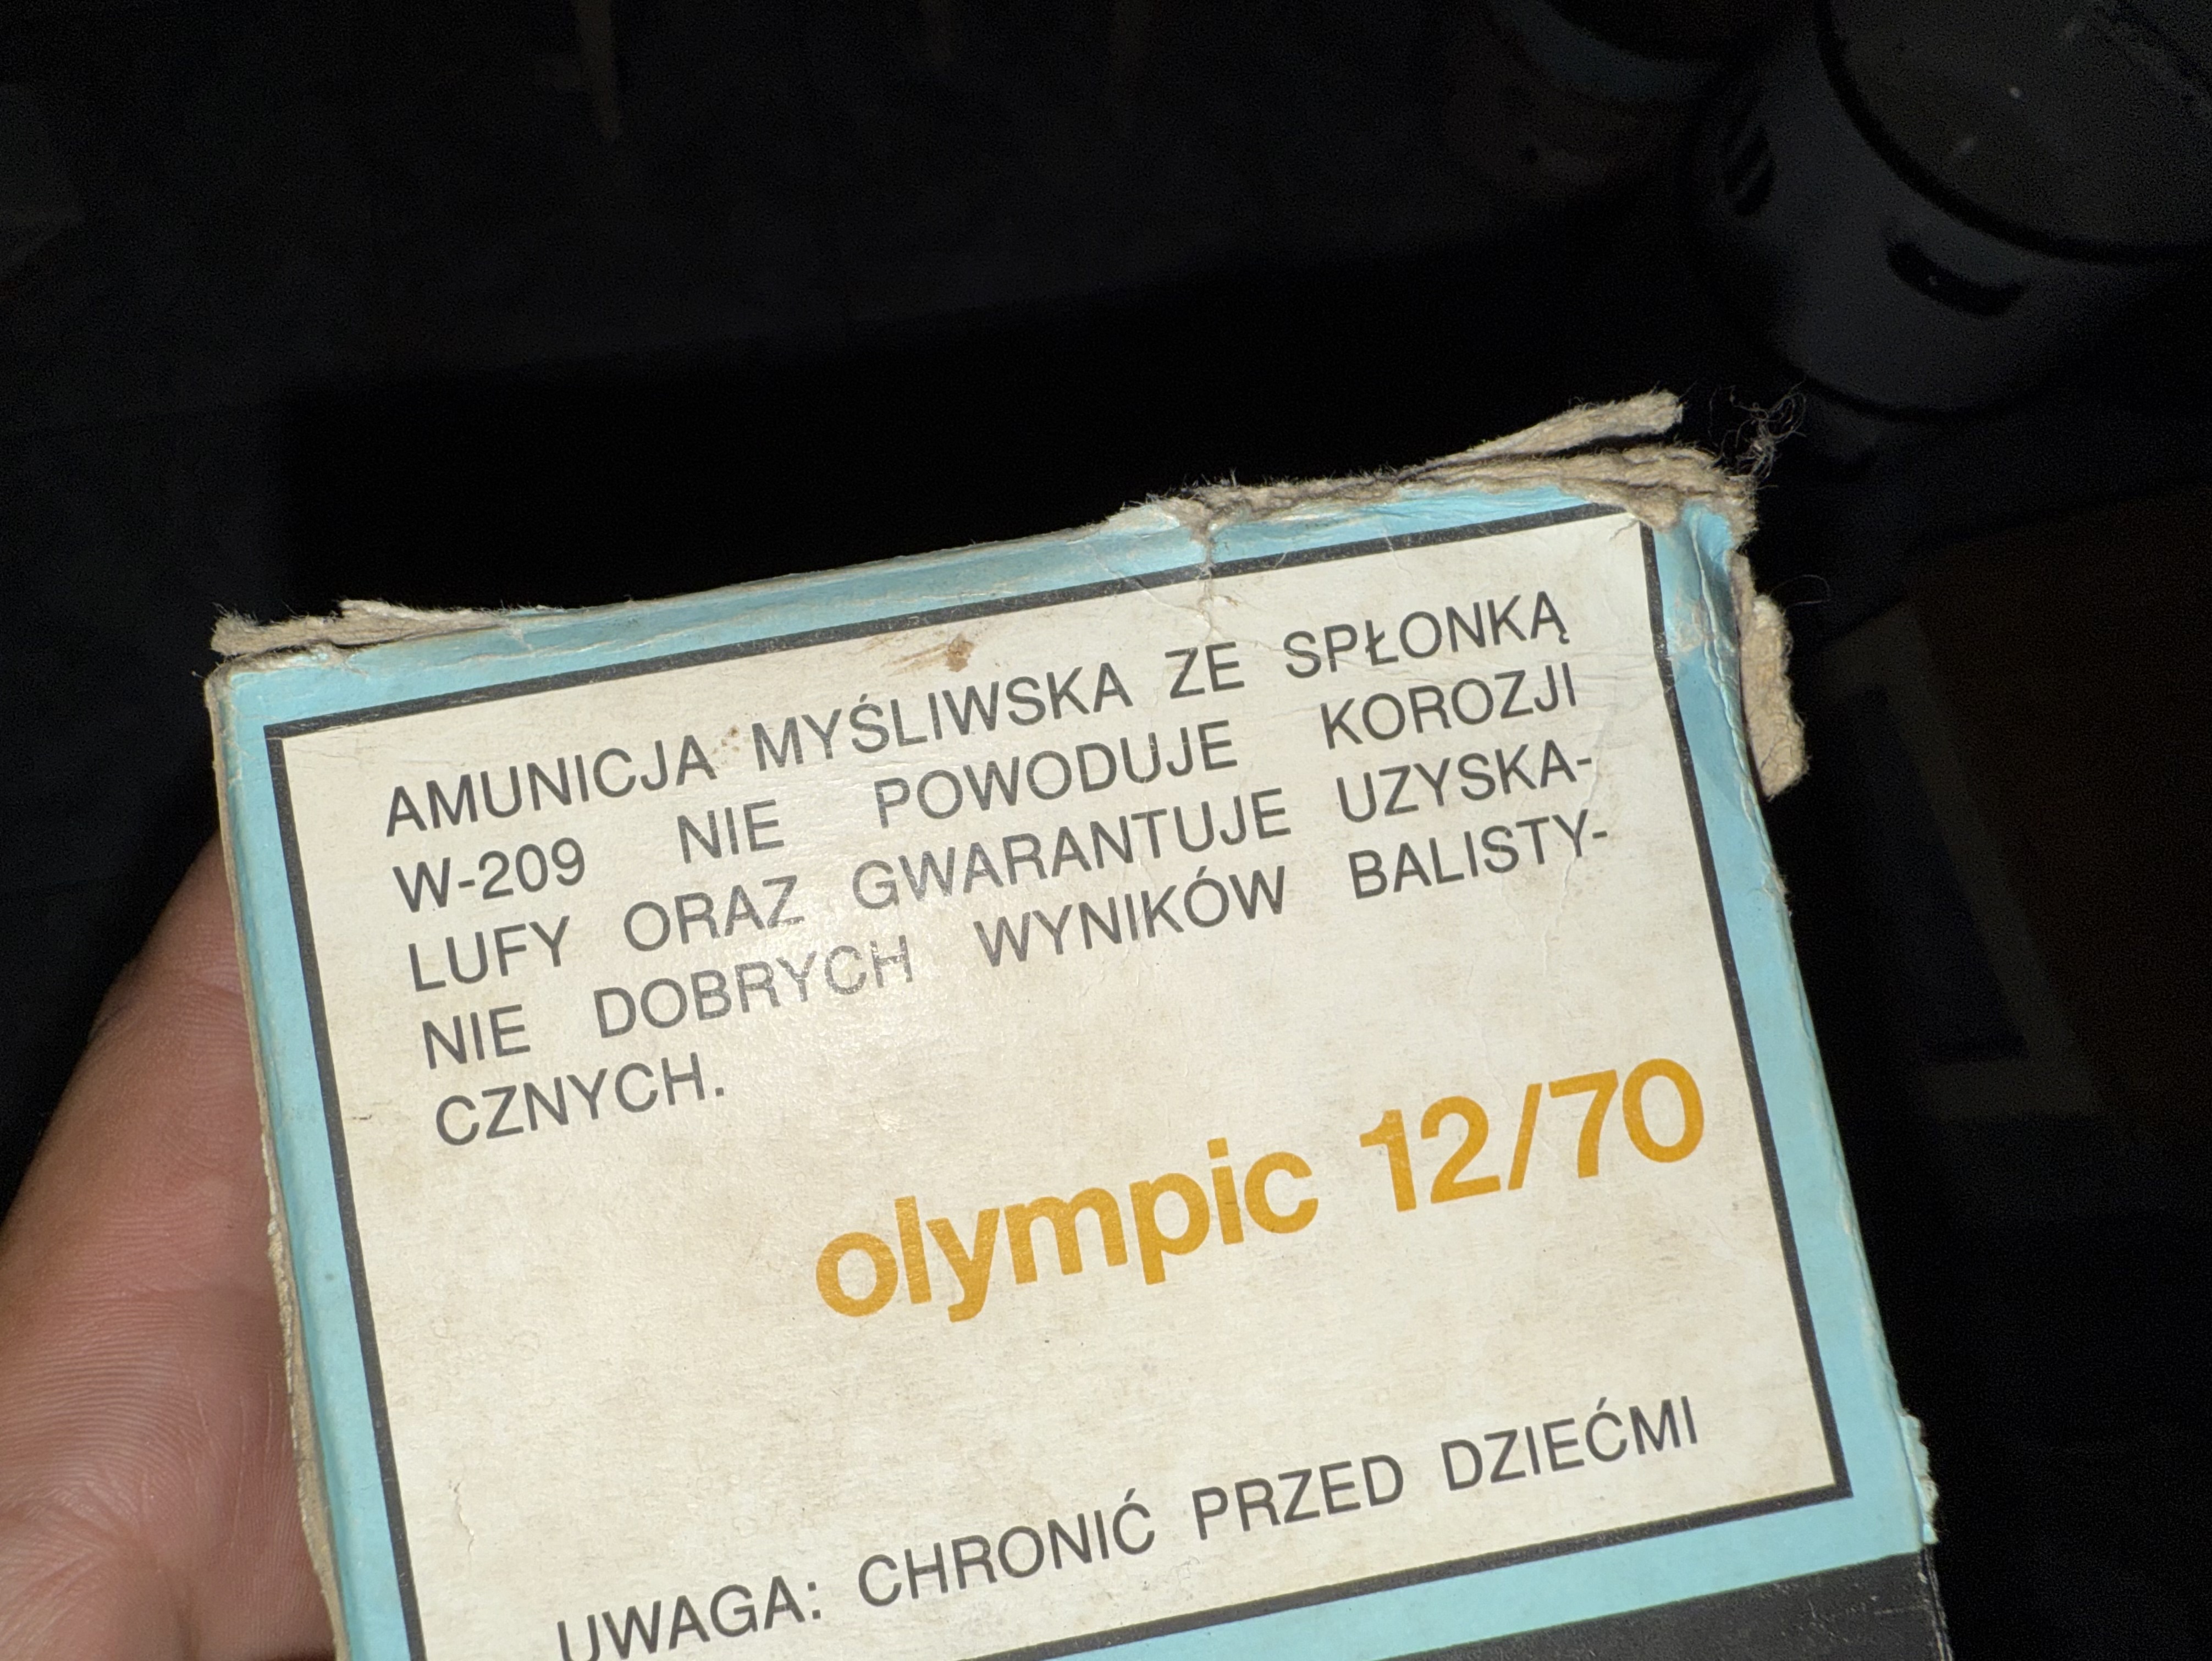 AMUNICJA MYŚLIWSKA ZE SPŁONKĄ
W-209 NIE POWODUJE KOROZJI
LUFY ORAZ GWARANTUJE UZYSKA-
NIE DOBRYCH WYNIKÓW BALISTY-
CZNYCH.
olympic 12/70
UWAGA: CHRONIĆ PRZED DZIEĆMI